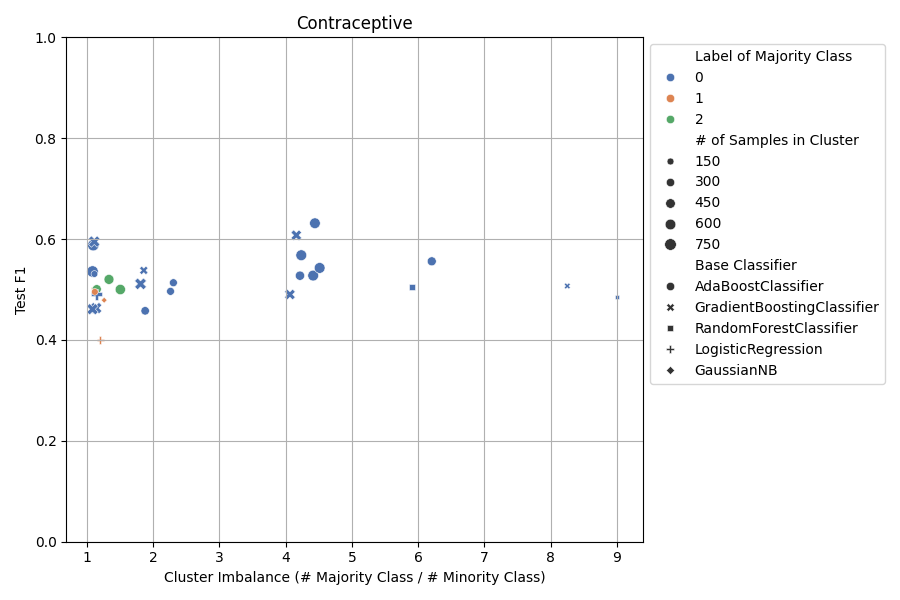 Contraceptive
1.0
0.8
0.6
0.4
0.2
0.0
Test F1
1 2 3 4 5 6 7 8 9
Cluster Imbalance (# Majority Class / # Minority Class)
Label of Majority Class
0
1
2
# of Samples in Cluster
150
300
450
600
750
Base Classifier
AdaBoostClassifier
GradientBoostingClassifier
RandomForestClassifier
LogisticRegression
GaussianNB